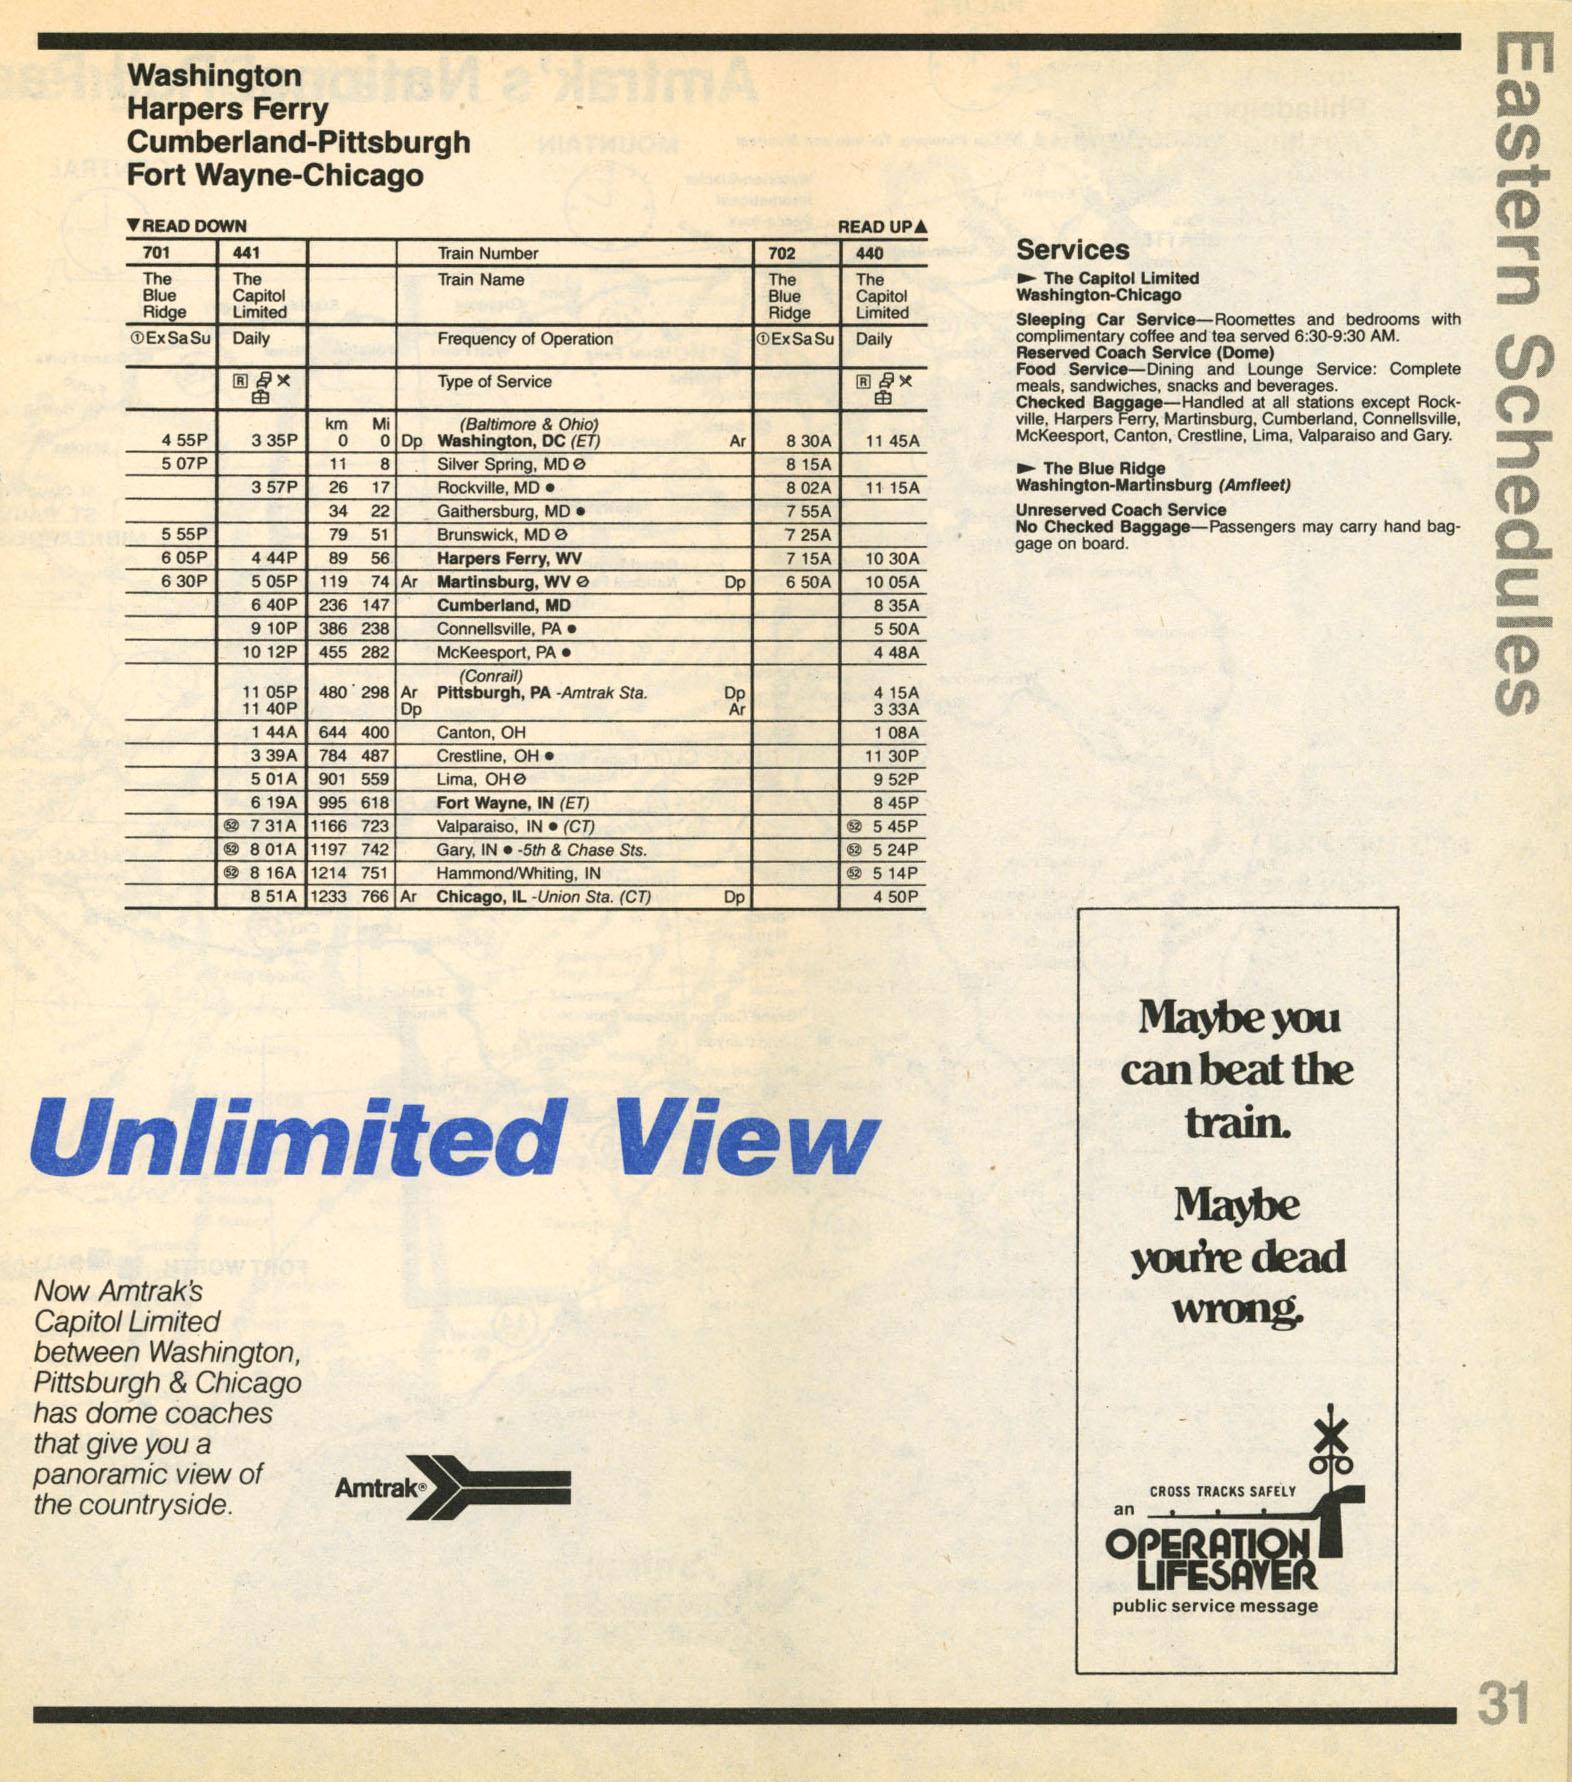 Washington
Harpers Ferry
Cumberland-Pittsburgh
Fort Wayne-Chicago
▼READ DOWN READ UP▲
701 441 Train Number 702 440
The Blue Ridge The Capitol Limited Train Name The Blue Ridge The Capitol Limited
①ExSaSu Daily Frequency of Operation ①ExSaSu Daily
R Type of Service R
km Mi (Baltimore & Ohio)
4 55P 3 35P 0 0 Dp Washington, DC (ET) Ar 8 30A 11 45A
5 07P 11 8 Silver Spring, MD ⊘ 8 15A
3 57P 26 17 Rockville, MD ● 8 02A 11 15A
34 22 Gaithersburg, MD ● 7 55A
5 55P 79 51 Brunswick, MD ⊘ 7 25A
6 05P 4 44P 89 56 Harpers Ferry, WV 7 15A 10 30A
6 30P 5 05P 119 74 Ar Martinsburg, WV ⊘ Dp 6 50A 10 05A
6 40P 236 147 Cumberland, MD 8 35A
9 10P 386 238 Connellsville, PA ● 5 50A
10 12P 455 282 McKeesport, PA ● 4 48A
(Conrail)
11 05P 480 298 Ar Pittsburgh, PA -Amtrak Sta. Dp 4 15A
11 40P Dp Ar 3 33A
1 44A 644 400 Canton, OH 1 08A
3 39A 784 487 Crestline, OH ● 11 30P
5 01A 901 559 Lima, OH ⊘ 9 52P
6 19A 995 618 Fort Wayne, IN (ET) 8 45P
㊾ 7 31A 1166 723 Valparaiso, IN ● (CT) 52 5 45P
52 8 01A 1197 742 Gary, IN ● -5th & Chase Sts. 52 5 24P
52 8 16A 1214 751 Hammond/Whiting, IN 52 5 14P
8 51A 1233 766 Ar Chicago, IL -Union Sta. (CT) Dp 4 50P
Services
► The Capitol Limited
Washington-Chicago
Sleeping Car Service—Roomettes and bedrooms with
complimentary coffee and tea served 6:30-9:30 AM.
Reserved Coach Service (Dome)
Food Service—Dining and Lounge Service: Complete
meals, sandwiches, snacks and beverages.
Checked Baggage—Handled at all stations except Rock-
ville, Harpers Ferry, Martinsburg, Cumberland, Connellsville,
McKeesport, Canton, Crestline, Lima, Valparaiso and Gary.
► The Blue Ridge
Washington-Martinsburg (Amfleet)
Unreserved Coach Service
No Checked Baggage—Passengers may carry hand bag-
gage on board.
Eastern Schedules
Unlimited View
Now Amtrak's
Capitol Limited
between Washington,
Pittsburgh & Chicago
has dome coaches
that give you a
panoramic view of
the countryside.
Amtrak®
Maybe you
can beat the
train.
Maybe
you're dead
wrong.
CROSS TRACKS SAFELY
an
OPERATION
LIFESAVER
public service message
31